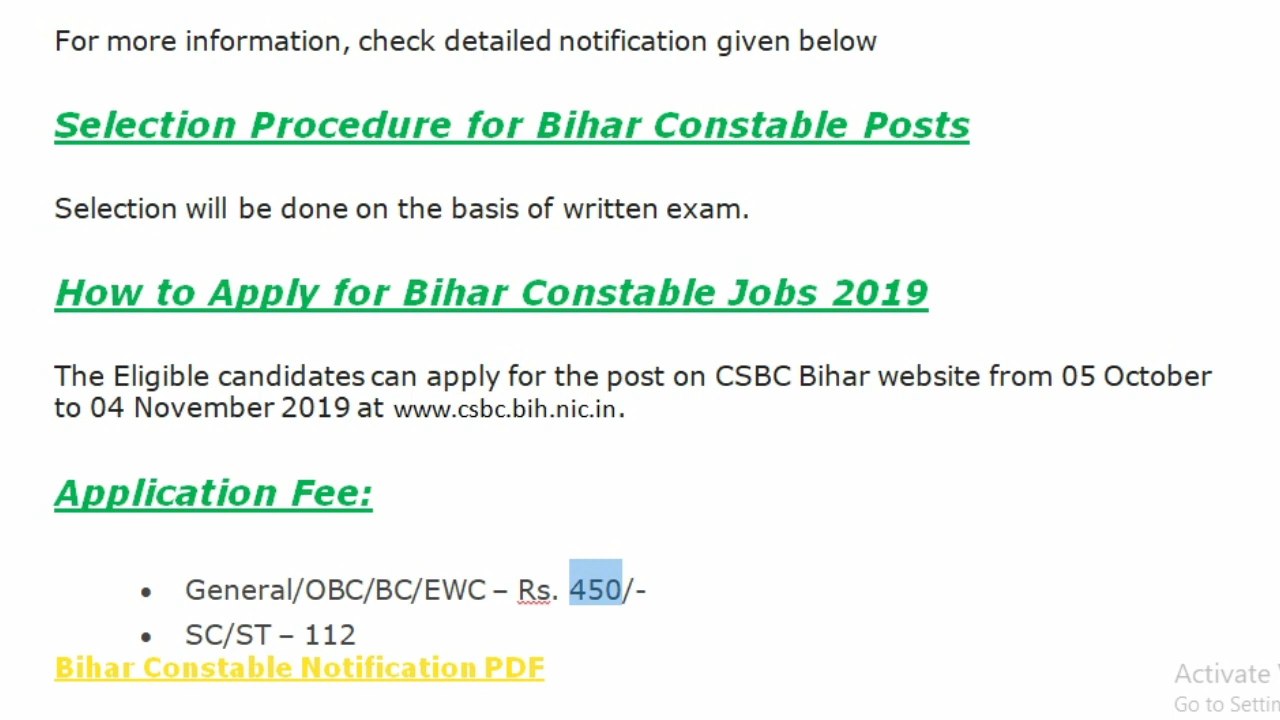 For more information, check detailed notification given below
Selection Procedure for Bihar Constable Posts
Selection will be done on the basis of written exam.
How to Apply for Bihar Constable Jobs 2019
The Eligible candidates can apply for the post on CSBC Bihar website from 05 October
to 04 November 2019 at www.csbc.bih.nic.in.
Application Fee:
• General/OBC/BC/EWC – Rs. 450/-
• SC/ST – 112
Bihar Constable Notification PDF
Activate
Go to